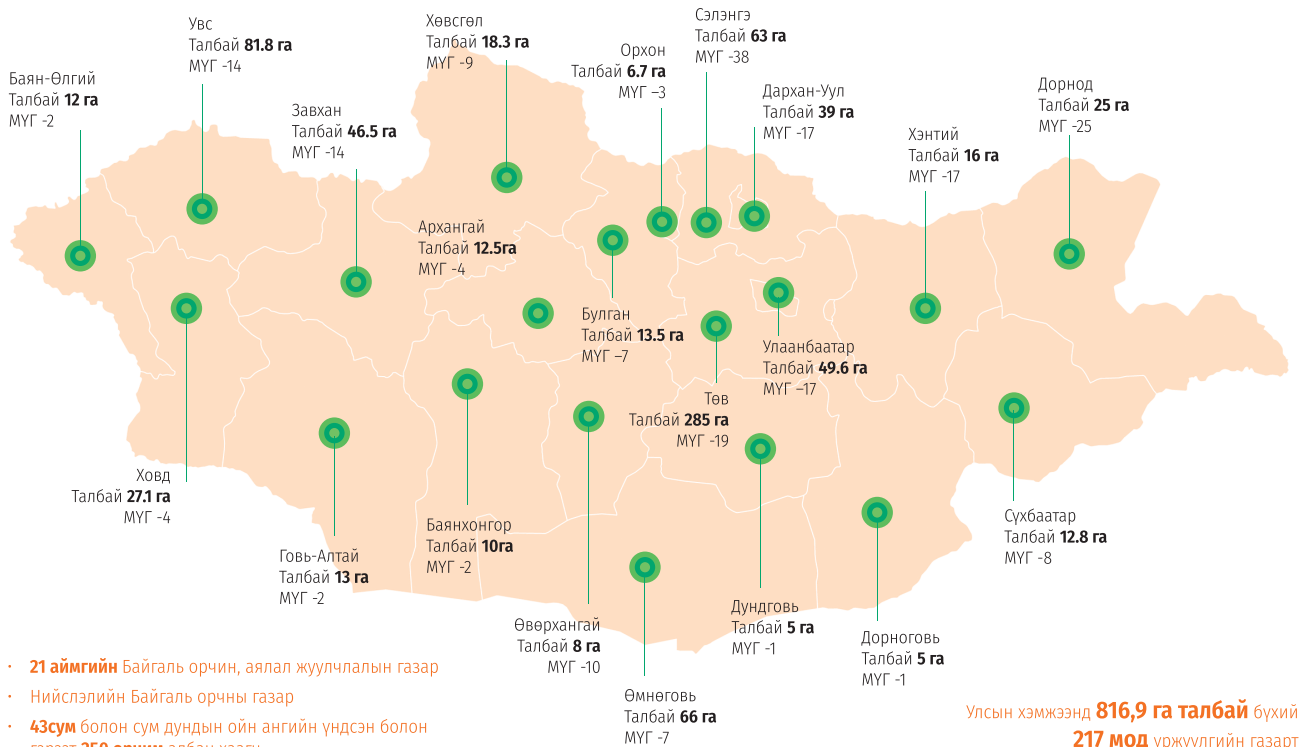 Увс
Талбай 81.8 га
МҮГ -14
Хөвсгөл
Талбай 18.3 га
МҮГ -9
Сэлэнгэ
Талбай 63 га
МҮГ -38
Орхон
Талбай 6.7 га
МҮГ –3
Баян-Өлгий
Талбай 12 га
МҮГ -2
Завхан
Талбай 46.5 га
МҮГ -14
Дархан-Уул
Талбай 39 га
МҮГ -17
Дорнод
Талбай 25 га
МҮГ -25
Хэнтий
Талбай 16 га
МҮГ -17
Архангай
Талбай 12.5га
МҮГ -4
Булган
Талбай 13.5 га
МҮГ –7
Улаанбаатар
Талбай 49.6 га
МҮГ –17
Төв
Талбай 285 га
МҮГ -19
Ховд
Талбай 27.1 га
МҮГ -4
Говь-Алтай
Талбай 13 га
МҮГ -2
Баянхонгор
Талбай 10га
МҮГ -2
Сүхбаатар
Талбай 12.8 га
МҮГ -8
Өвөрхангай
Талбай 8 га
МҮГ -10
Дундговь
Талбай 5 га
МҮГ -1
Дорноговь
Талбай 5 га
МҮГ -1
Өмнөговь
Талбай 66 га
МҮГ -7
· 21 аймгийн Байгаль орчин, аялал жуулчлалын газар
· Нийслэлийн Байгаль орчны газар
· 43сум болон сум дундын ойн ангийн үндсэн болон
Улсын хэмжээнд 816,9 га талбай бүхий
217 мод үржүүлгийн газарт